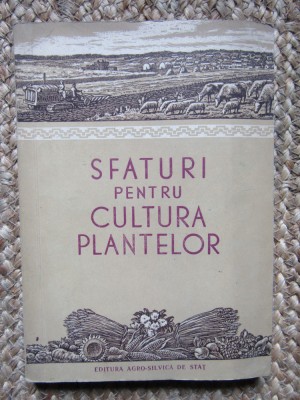 SFATURI
PENTRU
CULTURA
PLANTELOR
EDITURA AGRO-SILVICĂ DE STAT